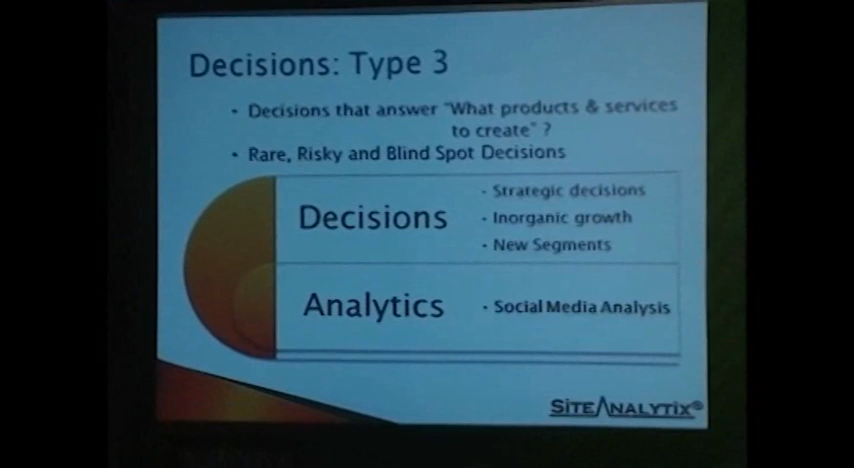 Decisions: Type 3
• Decisions that answer "What products & services
to create" ?
• Rare, Risky and Blind Spot Decisions
Decisions
- Strategic decisions
- Inorganic growth
- New Segments
Analytics
- Social Media Analysis
SITEANALYTIX®